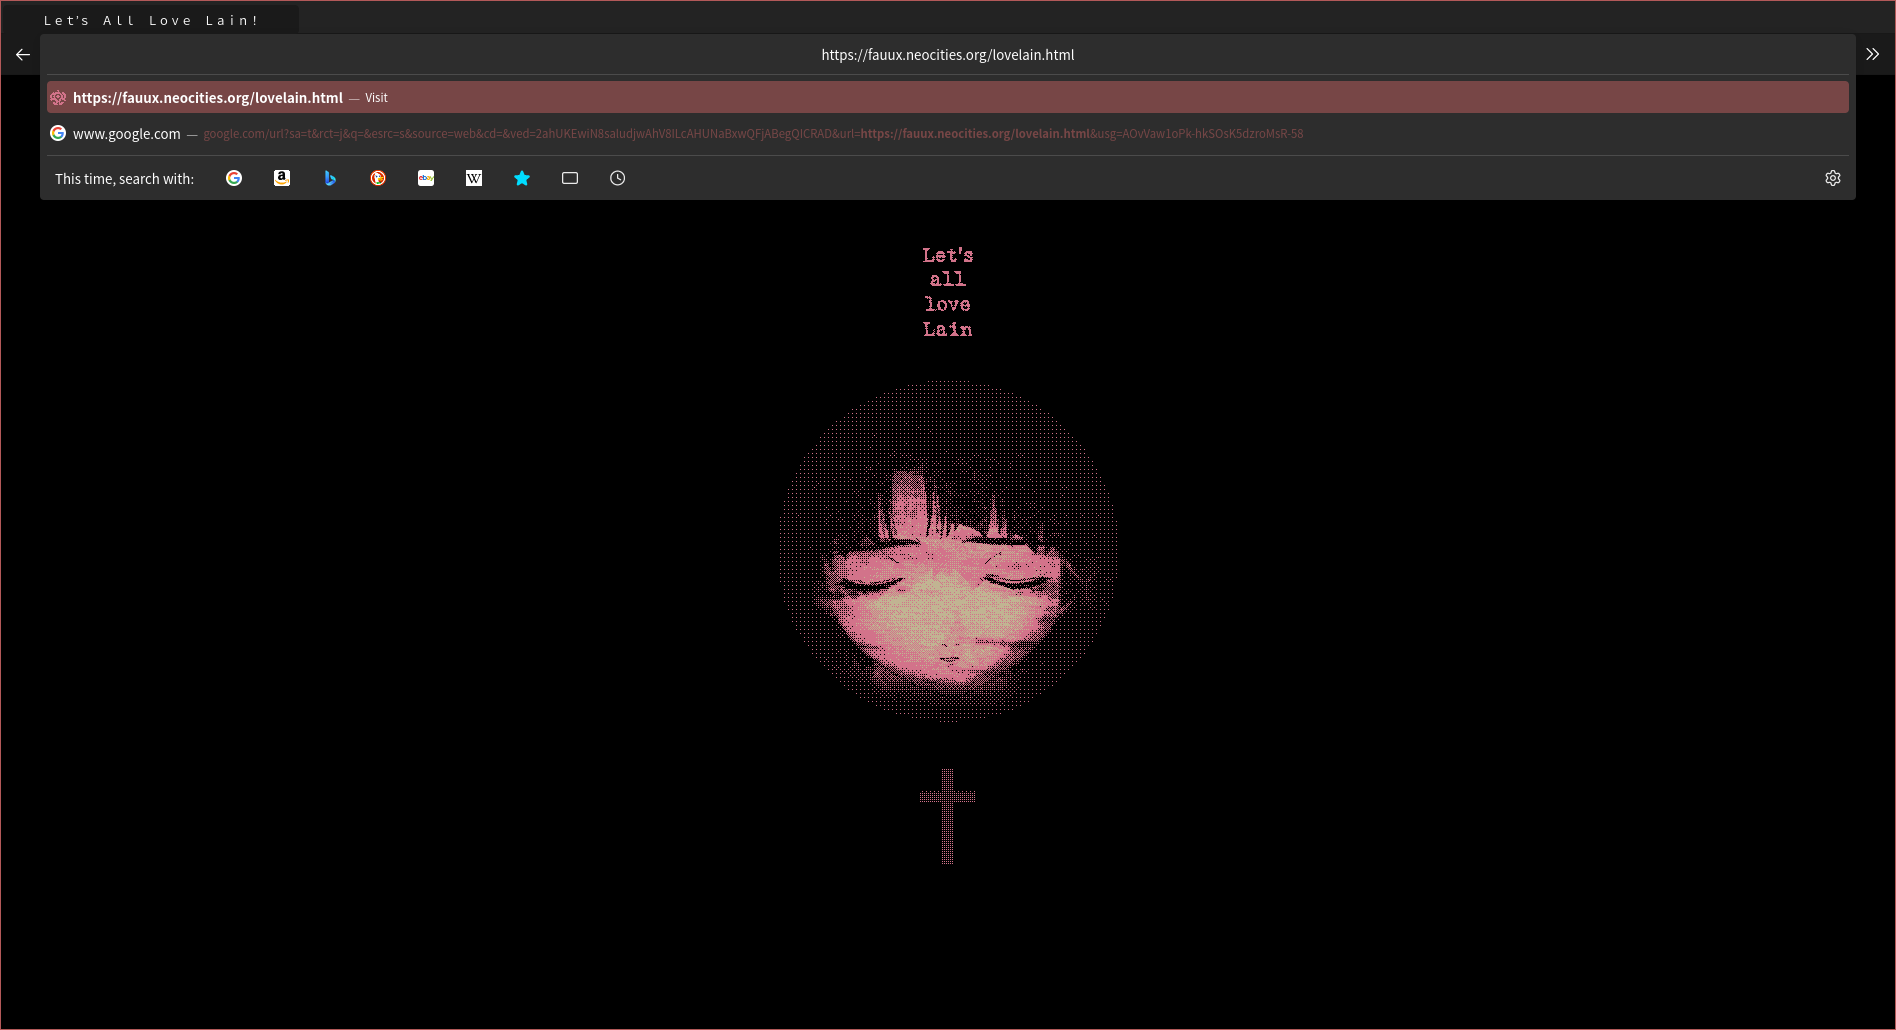 Let's All Love Lain!
https://fauux.neocities.org/lovelain.html
https://fauux.neocities.org/lovelain.html — Visit
www.google.com — google.com/url?sa=t&rct=j&q=&esrc=s&source=web&cd=&ved=2ahUKEwiN8saludjwAhV8ILcAHUNaBxwQFjABegQICRAD&url=https://fauux.neocities.org/lovelain.html&usg=AOvVaw1oPk-hkSOsK5dzroMsR-58
This time, search with:
a
ebay
W
Let's
all
love
Lain